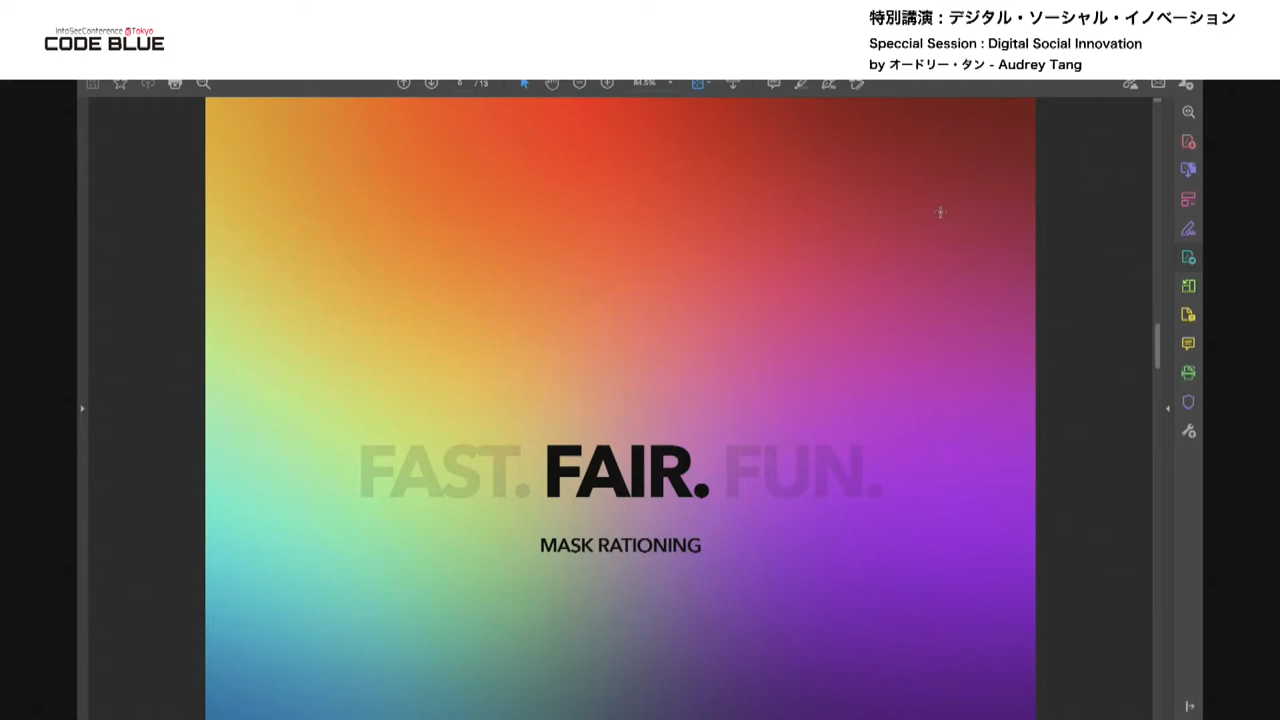 InfoSecConference @Tokyo
CODE BLUE
特別講演：デジタル・ソーシャル・イノベーション
Speccial Session : Digital Social Innovation
by オードリー・タン - Audrey Tang
FAST. FAIR. FUN.
MASK RATIONING